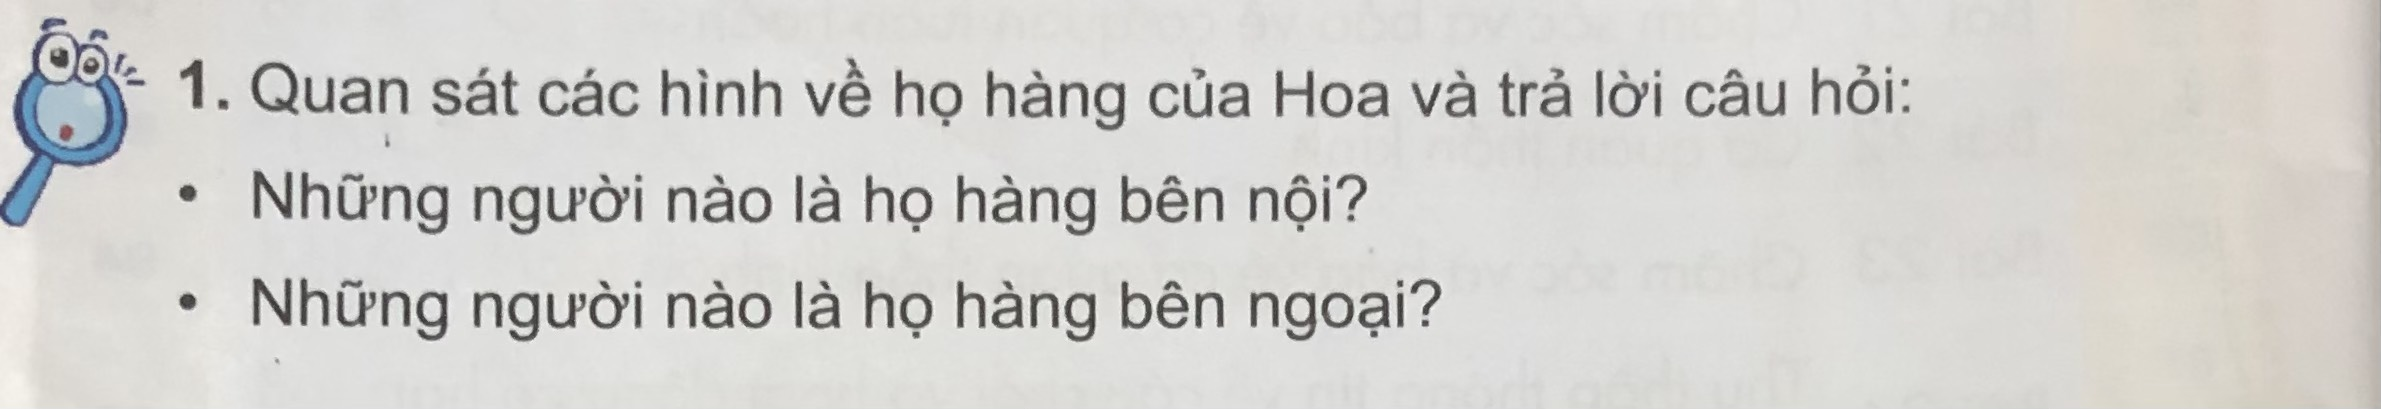 1. Quan sát các hình về họ hàng của Hoa và trả lời câu hỏi:
• Những người nào là họ hàng bên nội?
• Những người nào là họ hàng bên ngoại?